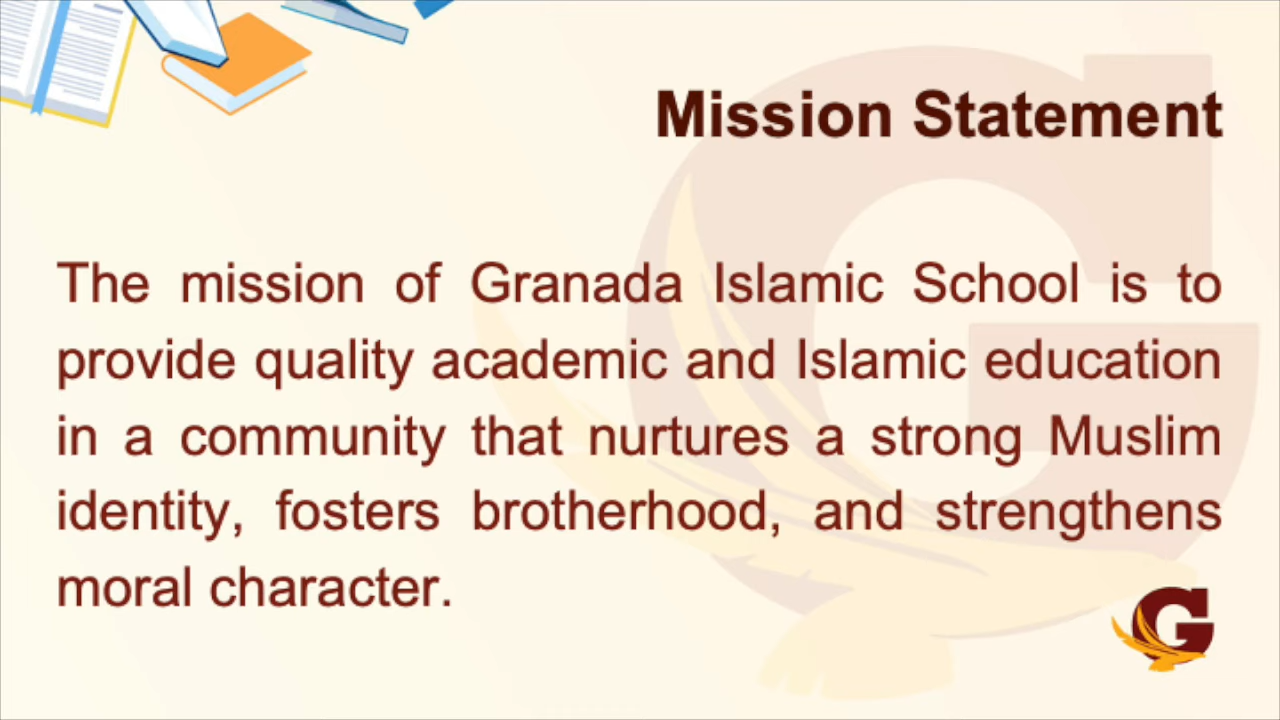 Mission Statement
The mission of Granada Islamic School is to
provide quality academic and Islamic education
in a community that nurtures a strong Muslim
identity, fosters brotherhood, and strengthens
moral character.
G